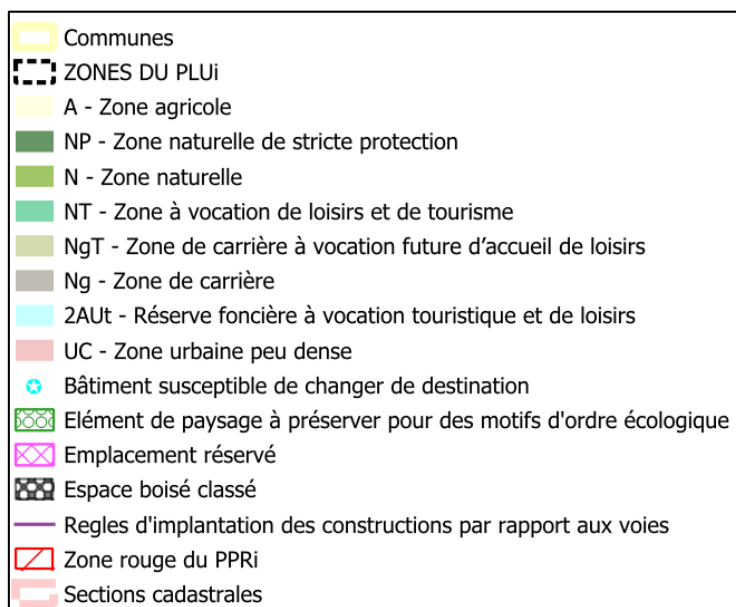 Communes
ZONES DU PLUi
A - Zone agricole
NP - Zone naturelle de stricte protection
N - Zone naturelle
NT - Zone à vocation de loisirs et de tourisme
NgT - Zone de carrière à vocation future d’accueil de loisirs
Ng - Zone de carrière
2AUt - Réserve foncière à vocation touristique et de loisirs
UC - Zone urbaine peu dense
Bâtiment susceptible de changer de destination
Elément de paysage à préserver pour des motifs d'ordre écologique
Emplacement réservé
Espace boisé classé
Regles d'implantation des constructions par rapport aux voies
Zone rouge du PPRi
Sections cadastrales